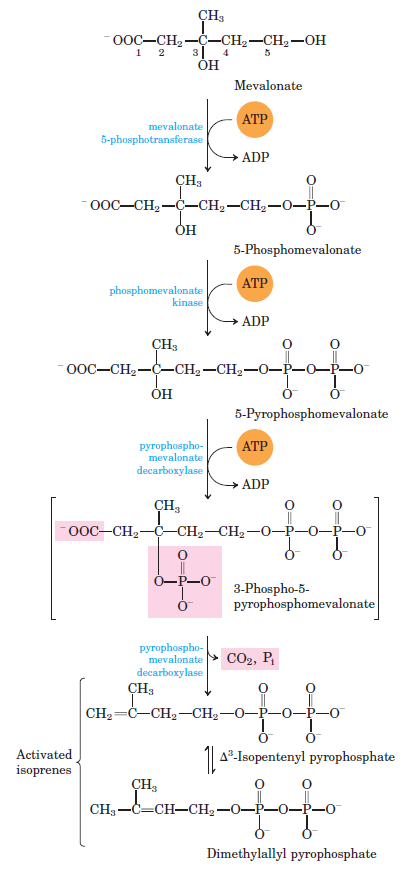 CH₃
⁻OOC—CH₂—C—CH₂—CH₂—OH
1 2 3 4 5
OH
Mevalonate
mevalonate
5-phosphotransferase
ATP
ADP
CH₃ O
⁻OOC—CH₂—C—CH₂—CH₂—O—P—O⁻
OH O⁻
5-Phosphomevalonate
phosphomevalonate
kinase
ATP
ADP
CH₃ O O
⁻OOC—CH₂—C—CH₂—CH₂—O—P—O—P—O⁻
OH O⁻ O⁻
5-Pyrophosphomevalonate
pyrophospho-
mevalonate
decarboxylase
ATP
ADP
CH₃ O O
⁻OOC—CH₂—C—CH₂—CH₂—O—P—O—P—O⁻
O O⁻ O⁻
O—P—O⁻
O⁻
3-Phospho-5-
pyrophosphomevalonate
pyrophospho-
mevalonate
decarboxylase
CO₂, Pᵢ
CH₃ O O
CH₂=C—CH₂—CH₂—O—P—O—P—O⁻
O⁻ O⁻
Activated
isoprenes
Δ³-Isopentenyl pyrophosphate
CH₃ O O
CH₃—C=CH—CH₂—O—P—O—P—O⁻
O⁻ O⁻
Dimethylallyl pyrophosphate